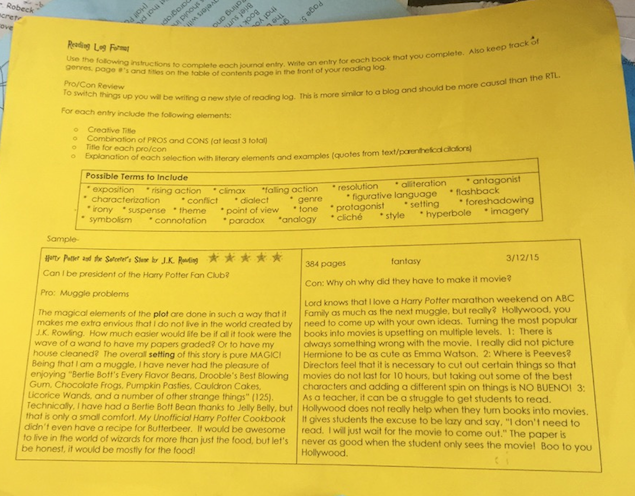 Reading Log Format
Use the following instructions to complete each journal entry. Write an entry for each book that you complete. Also keep track of
genres, page #'s and titles on the table of contents page in the front of your reading log.
Pro/Con Review
To switch things up you will be writing a new style of reading log. This is more similar to a blog and should be more causal than the RTL.
For each entry include the following elements:
o Creative Title
o Combination of PROS and CONS (at least 3 total)
o Title for each pro/con
o Explanation of each selection with literary elements and examples (quotes from text/parenthetical citations)
Possible Terms to Include
* exposition * rising action * climax *falling action * resolution * alliteration * antagonist
* characterization * conflict * dialect * genre * figurative language * flashback
* irony * suspense * theme * point of view * tone * protagonist * setting * foreshadowing
* symbolism * connotation * paradox *analogy * cliché * style * hyperbole * imagery
Sample-
Harry Potter and the Sorcerer's Stone by J.K. Rowling
Can I be president of the Harry Potter Fan Club?
Pro: Muggle problems
The magical elements of the plot are done in such a way that it
makes me extra envious that I do not live in the world created by
J.K. Rowling. How much easier would life be if all it took were the
wave of a wand to have my papers graded? Or to have my
house cleaned? The overall setting of this story is pure MAGIC!
Being that I am a muggle, I have never had the pleasure of
enjoying "Bertie Bott's Every Flavor Beans, Drooble's Best Blowing
Gum, Chocolate Frogs, Pumpkin Pasties, Cauldron Cakes,
Licorice Wands, and a number of other strange things" (125).
Technically, I have had a Bertie Bott Bean thanks to Jelly Belly, but
that is only a small comfort. My Unofficial Harry Potter Cookbook
didn't even have a recipe for Butterbeer. It would be awesome
to live in the world of wizards for more than just the food, but let's
be honest, it would be mostly for the food!
384 pages fantasy 3/12/15
Con: Why oh why did they have to make it movie?
Lord knows that I love a Harry Potter marathon weekend on ABC
Family as much as the next muggle, but really? Hollywood, you
need to come up with your own ideas. Turning the most popular
books into movies is upsetting on multiple levels. 1: There is
always something wrong with the movie. I really did not picture
Hermione to be as cute as Emma Watson. 2: Where is Peeves?
Directors feel that it is necessary to cut out certain things so that
movies do not last for 10 hours, but taking out some of the best
characters and adding a different spin on things is NO BUENO! 3:
As a teacher, it can be a struggle to get students to read.
Hollywood does not really help when they turn books into movies.
It gives students the excuse to be lazy and say, "I don't need to
read, I will just wait for the movie to come out." The paper is
never as good when the student only sees the movie! Boo to you
Hollywood.